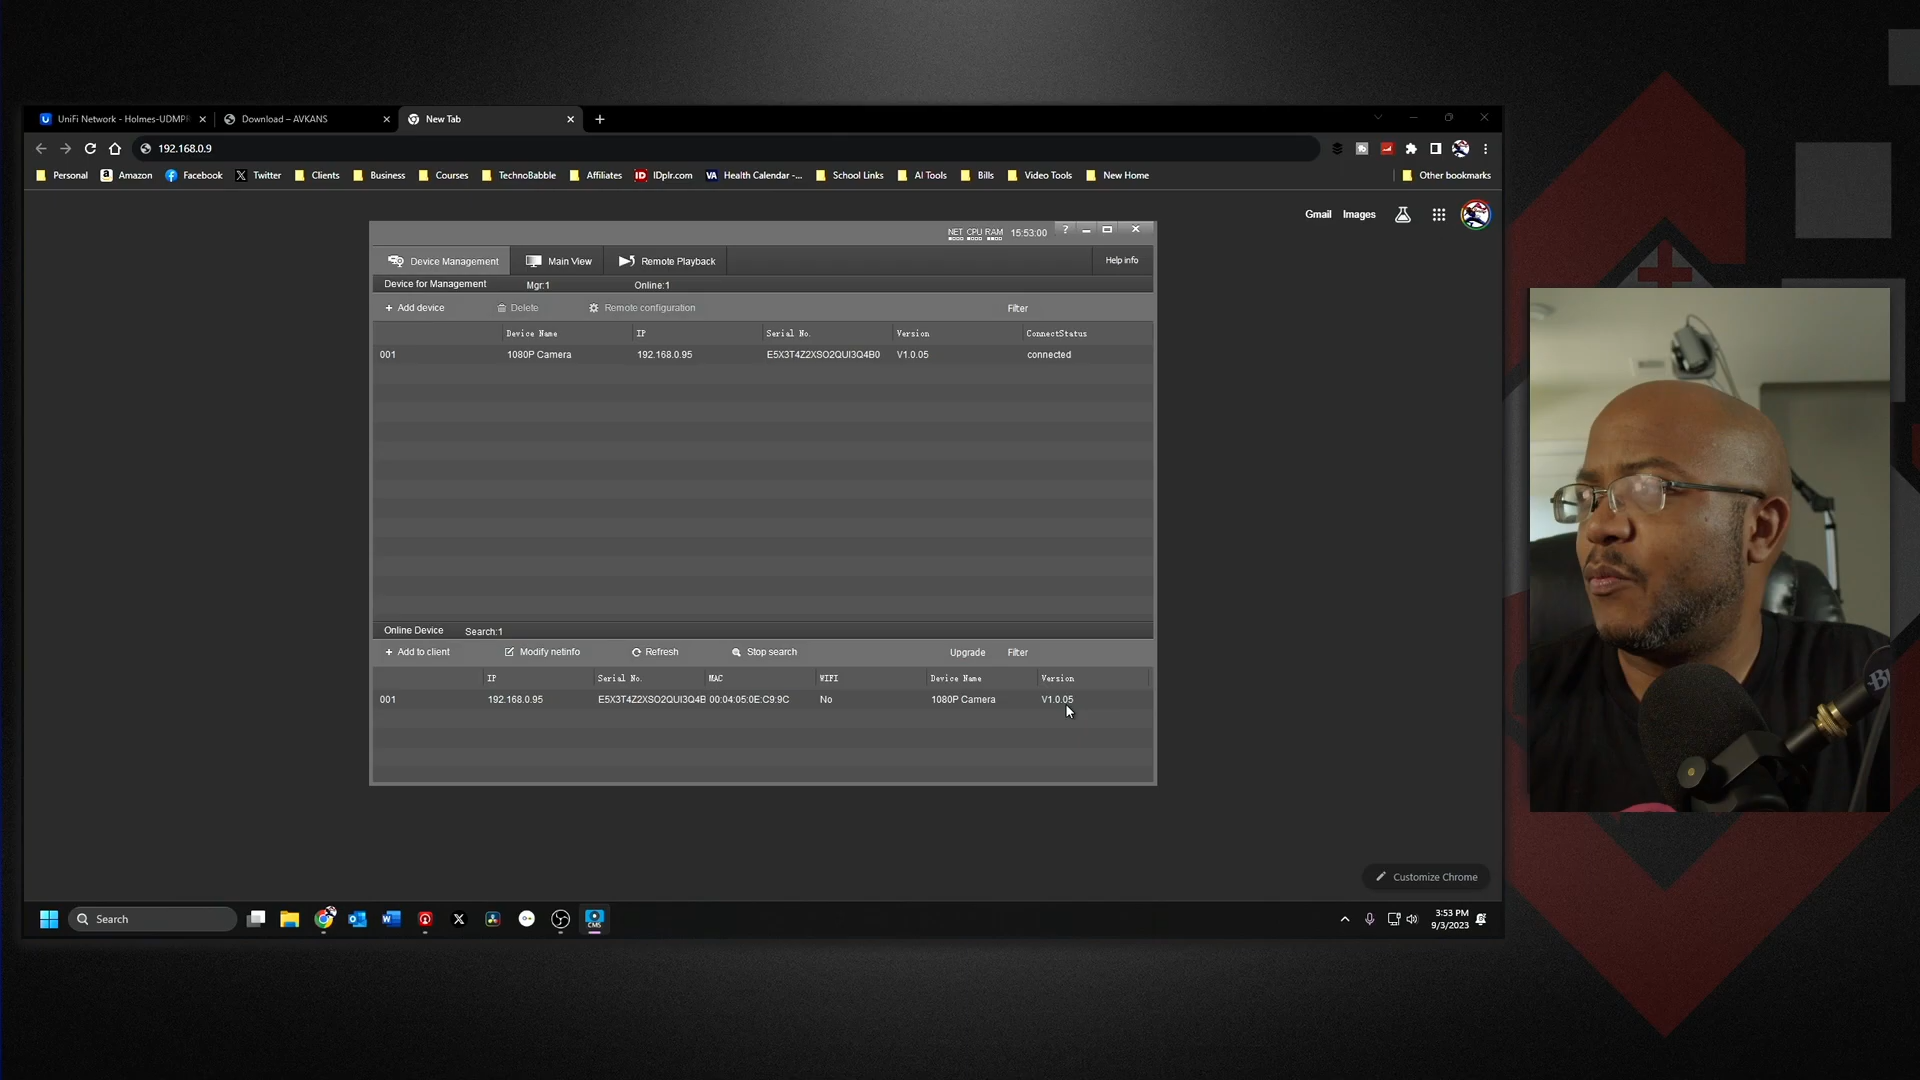 UniFi Network - Holmes-UDMPR
Download – AVKANS
New Tab
192.168.0.9
Personal Amazon Facebook Twitter Clients Business Courses TechnoBabble Affiliates IDplr.com Health Calendar -... School Links AI Tools Bills Video Tools New Home Other bookmarks
Gmail Images
NET CPU RAM 15:53:00 ?
Device Management Main View Remote Playback Help info
Device for Management Mgr:1 Online:1
+ Add device Delete Remote configuration Filter
Device Name IP Serial No. Version ConnectStatus
001 1080P Camera 192.168.0.95 E5X3T4Z2XSO2QUI3Q4B0 V1.0.05 connected
Online Device Search:1
+ Add to client Modify netinfo Refresh Stop search Upgrade Filter
IP Serial No. MAC WIFI Device Name Version
001 192.168.0.95 E5X3T4Z2XSO2QUI3Q4B 00:04:05:0E:C9:9C No 1080P Camera V1.0.05
Customize Chrome
Search
CMS
3:53 PM
9/3/2023